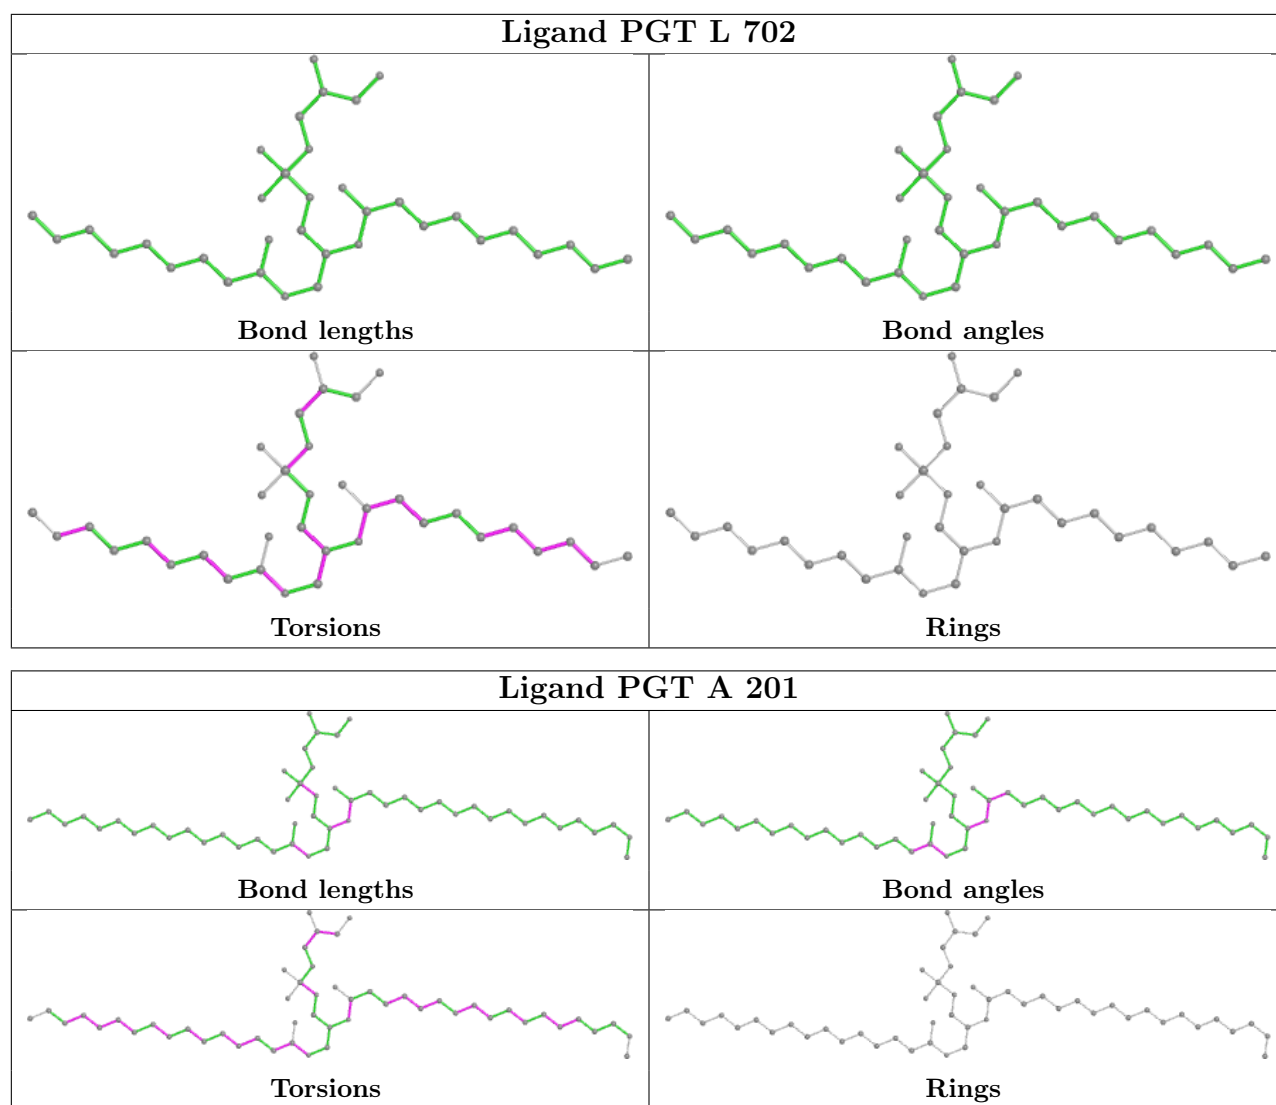 Ligand PGT L 702
Bond lengths
Bond angles
Torsions
Rings
Ligand PGT A 201
Bond lengths
Bond angles
Torsions
Rings